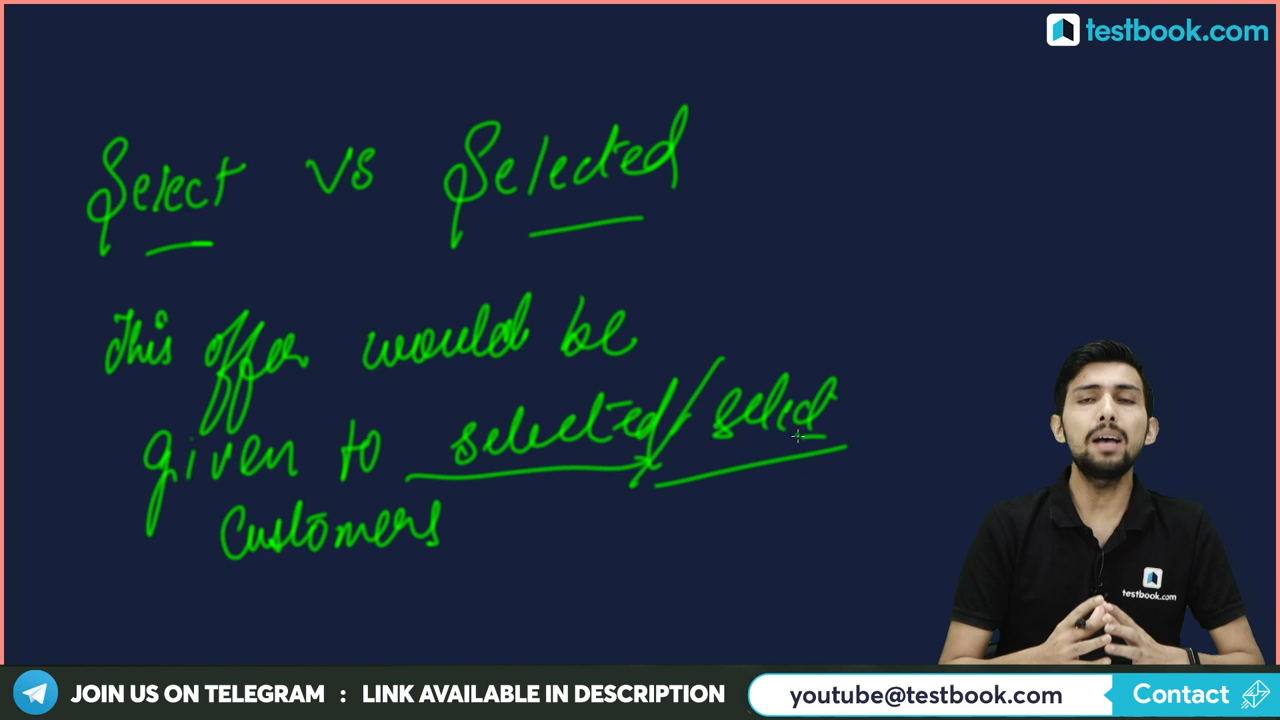 testbook.com
Select vs Selected
This offer would be
given to selected/select
customers
testbook.com
JOIN US ON TELEGRAM : LINK AVAILABLE IN DESCRIPTION
youtube@testbook.com
Contact